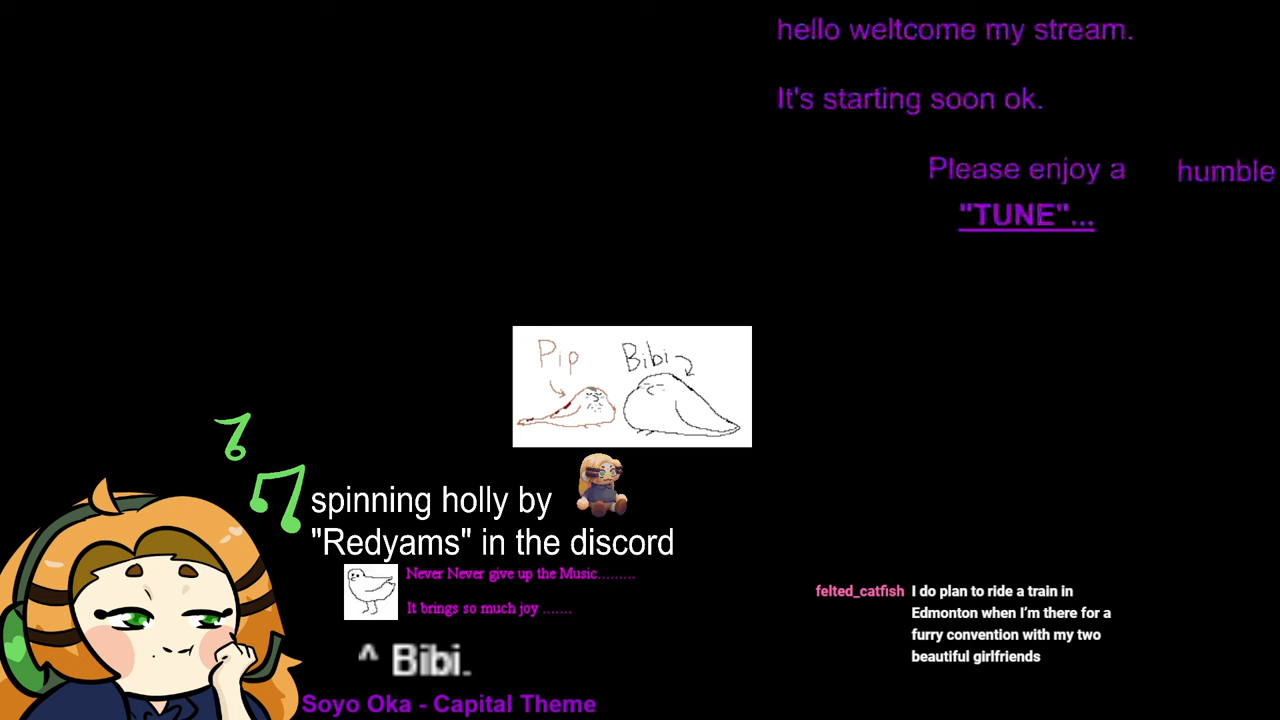 hello weltcome my stream.
It's starting soon ok.
Please enjoy a humble
"TUNE"...
Pip Bibi
spinning holly by
"Redyams" in the discord
Never Never give up the Music.........
It brings so much joy .......
^ Bibi.
Soyo Oka - Capital Theme
felted_catfish I do plan to ride a train in
Edmonton when I'm there for a
furry convention with my two
beautiful girlfriends